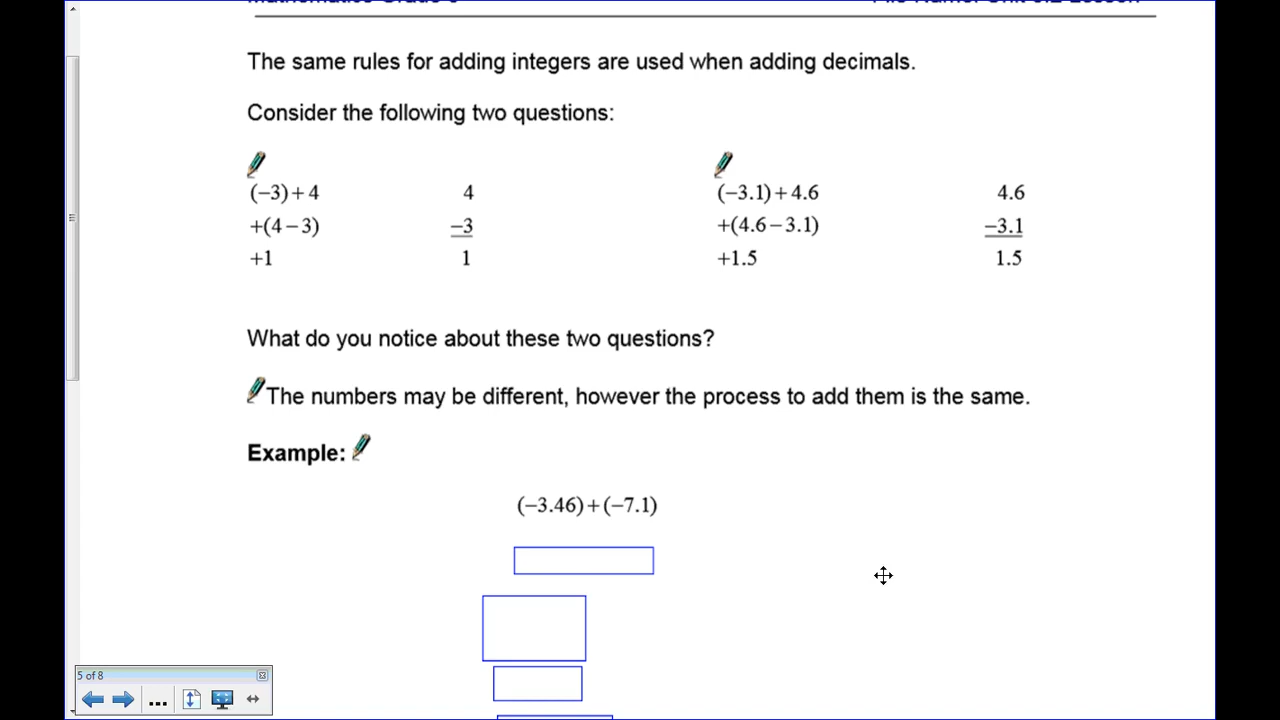 The same rules for adding integers are used when adding decimals.
Consider the following two questions:
(−3)+4
+(4−3)
+1
4
−3
1
(−3.1)+4.6
+(4.6−3.1)
+1.5
4.6
−3.1
1.5
What do you notice about these two questions?
The numbers may be different, however the process to add them is the same.
Example:
(−3.46)+(−7.1)
5 of 8